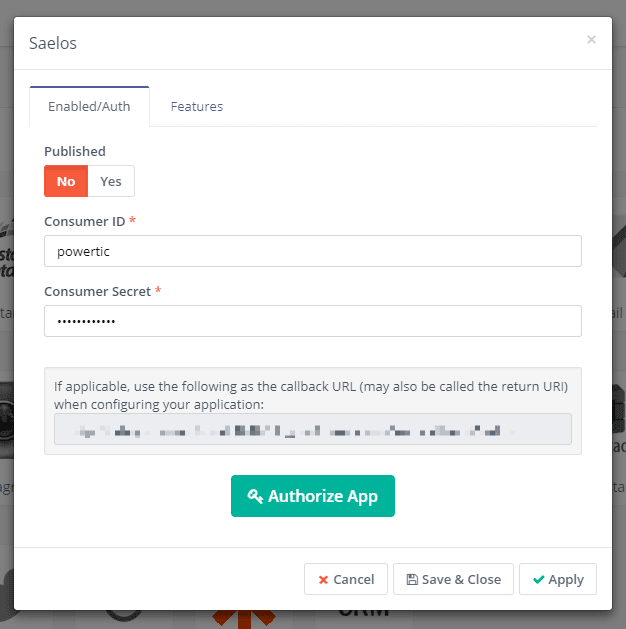 Saelos
×
Enabled/Auth Features
Published
No Yes
Consumer ID *
powertic
Consumer Secret *
••••••••••••
If applicable, use the following as the callback URL (may also be called the return URI)
when configuring your application:
Authorize App
Cancel Save & Close Apply